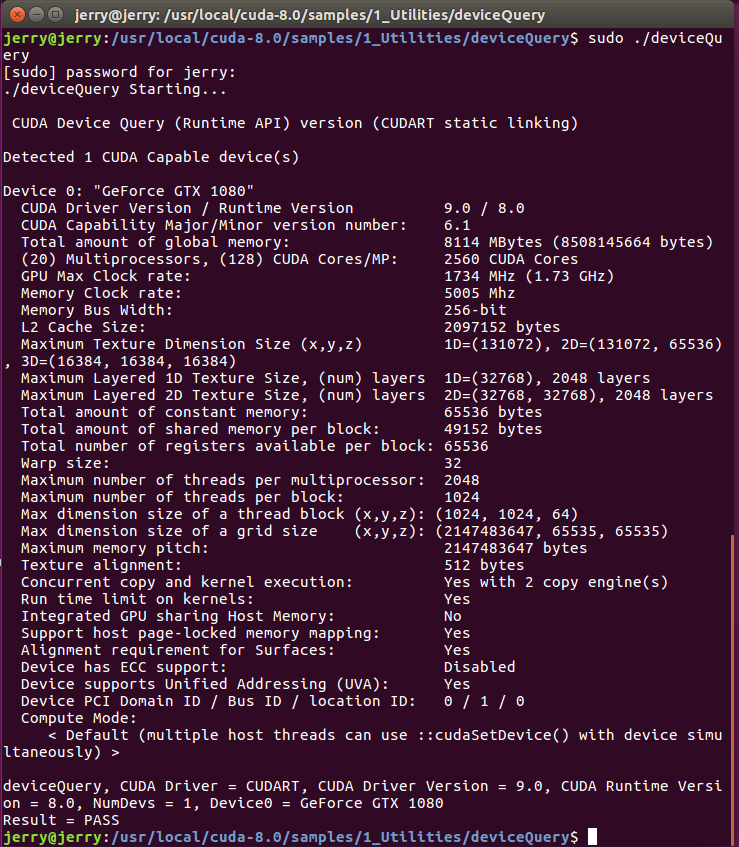 jerry@jerry: /usr/local/cuda-8.0/samples/1_Utilities/deviceQuery
jerry@jerry:/usr/local/cuda-8.0/samples/1_Utilities/deviceQuery$ sudo ./deviceQu
ery
[sudo] password for jerry:
./deviceQuery Starting...
CUDA Device Query (Runtime API) version (CUDART static linking)
Detected 1 CUDA Capable device(s)
Device 0: "GeForce GTX 1080"
CUDA Driver Version / Runtime Version 9.0 / 8.0
CUDA Capability Major/Minor version number: 6.1
Total amount of global memory: 8114 MBytes (8508145664 bytes)
(20) Multiprocessors, (128) CUDA Cores/MP: 2560 CUDA Cores
GPU Max Clock rate: 1734 MHz (1.73 GHz)
Memory Clock rate: 5005 Mhz
Memory Bus Width: 256-bit
L2 Cache Size: 2097152 bytes
Maximum Texture Dimension Size (x,y,z) 1D=(131072), 2D=(131072, 65536)
, 3D=(16384, 16384, 16384)
Maximum Layered 1D Texture Size, (num) layers 1D=(32768), 2048 layers
Maximum Layered 2D Texture Size, (num) layers 2D=(32768, 32768), 2048 layers
Total amount of constant memory: 65536 bytes
Total amount of shared memory per block: 49152 bytes
Total number of registers available per block: 65536
Warp size: 32
Maximum number of threads per multiprocessor: 2048
Maximum number of threads per block: 1024
Max dimension size of a thread block (x,y,z): (1024, 1024, 64)
Max dimension size of a grid size (x,y,z): (2147483647, 65535, 65535)
Maximum memory pitch: 2147483647 bytes
Texture alignment: 512 bytes
Concurrent copy and kernel execution: Yes with 2 copy engine(s)
Run time limit on kernels: Yes
Integrated GPU sharing Host Memory: No
Support host page-locked memory mapping: Yes
Alignment requirement for Surfaces: Yes
Device has ECC support: Disabled
Device supports Unified Addressing (UVA): Yes
Device PCI Domain ID / Bus ID / location ID: 0 / 1 / 0
Compute Mode:
< Default (multiple host threads can use ::cudaSetDevice() with device simu
ltaneously) >
deviceQuery, CUDA Driver = CUDART, CUDA Driver Version = 9.0, CUDA Runtime Versi
on = 8.0, NumDevs = 1, Device0 = GeForce GTX 1080
Result = PASS
jerry@jerry:/usr/local/cuda-8.0/samples/1_Utilities/deviceQuery$